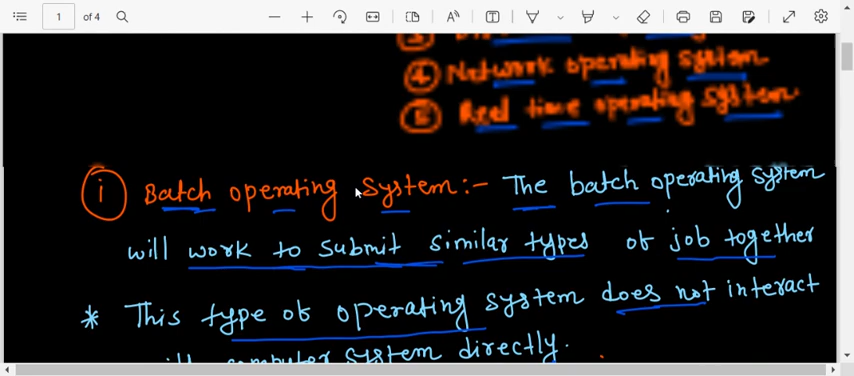 1 of 4
④ Network operating system
⑤ Real time operating system.
i Batch operating system:- The batch operating system
will work to submit similar types of job together
* This type of operating system does not interact
computer system directly.